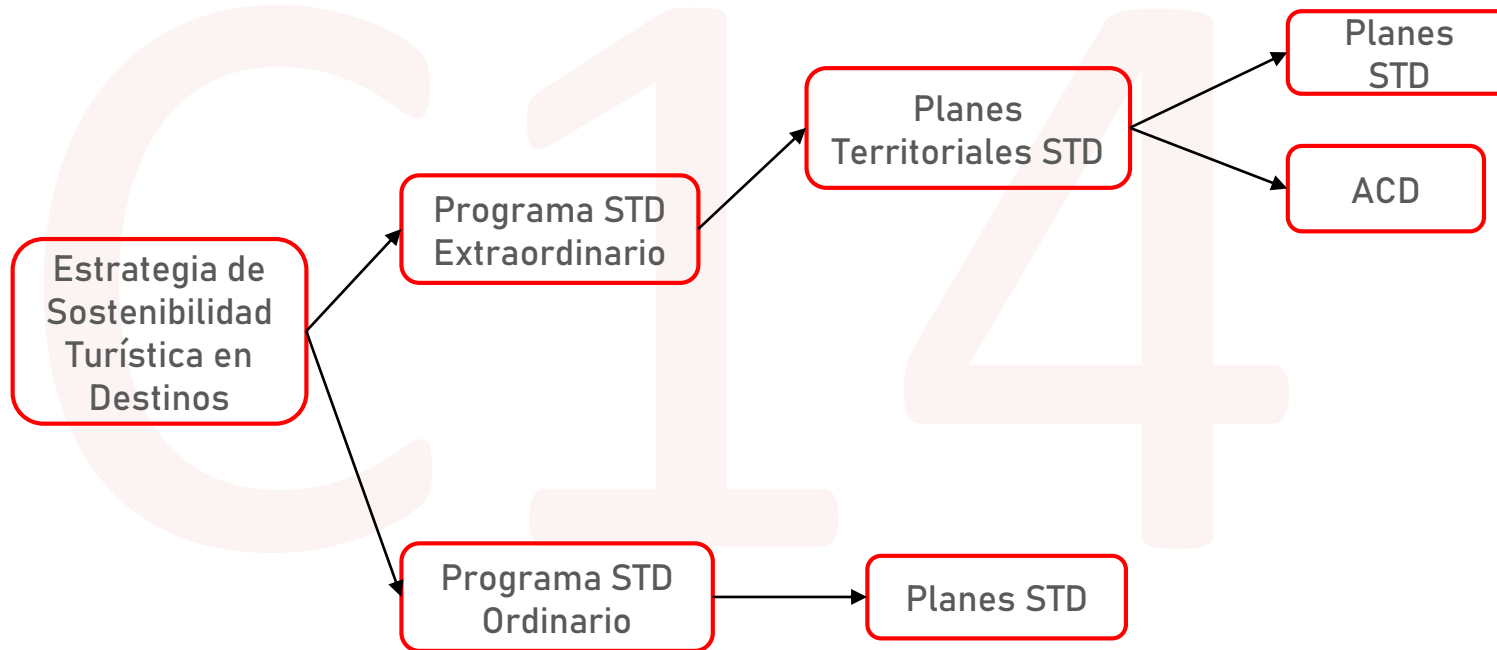 C14
Estrategia de
Sostenibilidad
Turística en
Destinos
Programa STD
Extraordinario
Planes
Territoriales STD
Planes
STD
ACD
Programa STD
Ordinario
Planes STD